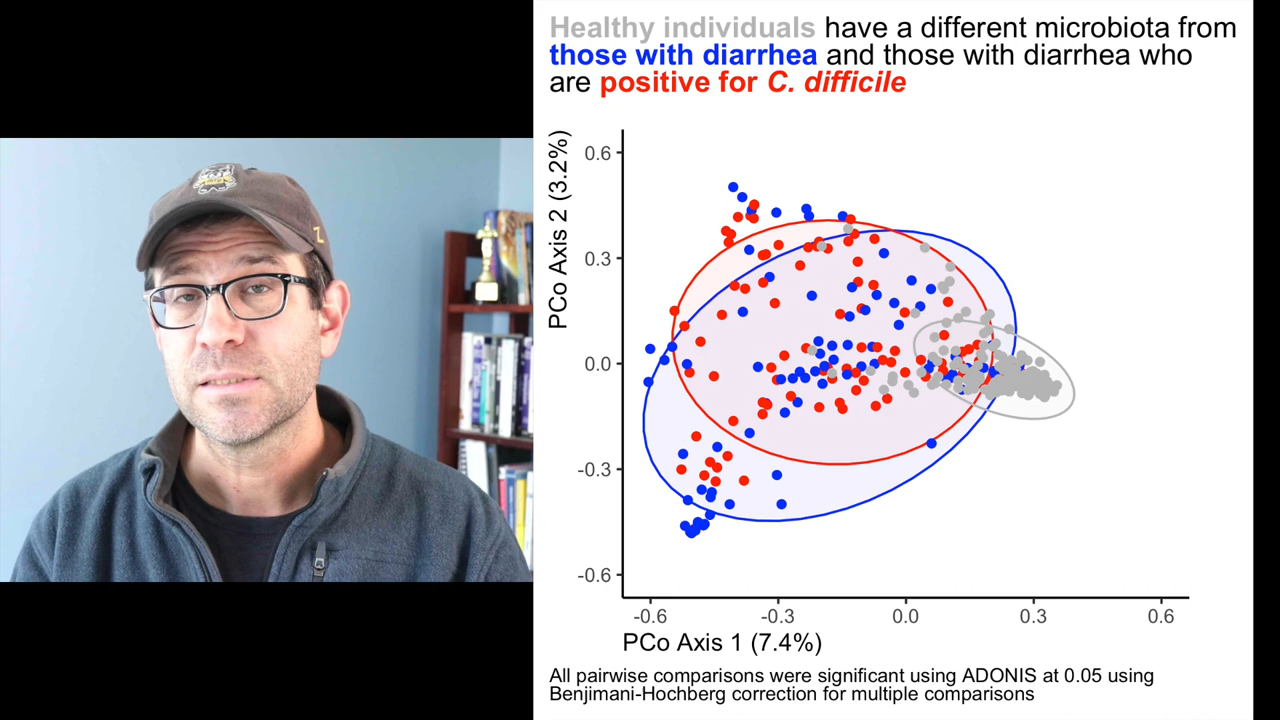 Healthy individuals have a different microbiota from
those with diarrhea and those with diarrhea who
are positive for C. difficile
PCo Axis 2 (3.2%)
0.6
0.3
0.0
-0.3
-0.6
-0.6
-0.3
0.0
0.3
0.6
PCo Axis 1 (7.4%)
All pairwise comparisons were significant using ADONIS at 0.05 using
Benjimani-Hochberg correction for multiple comparisons